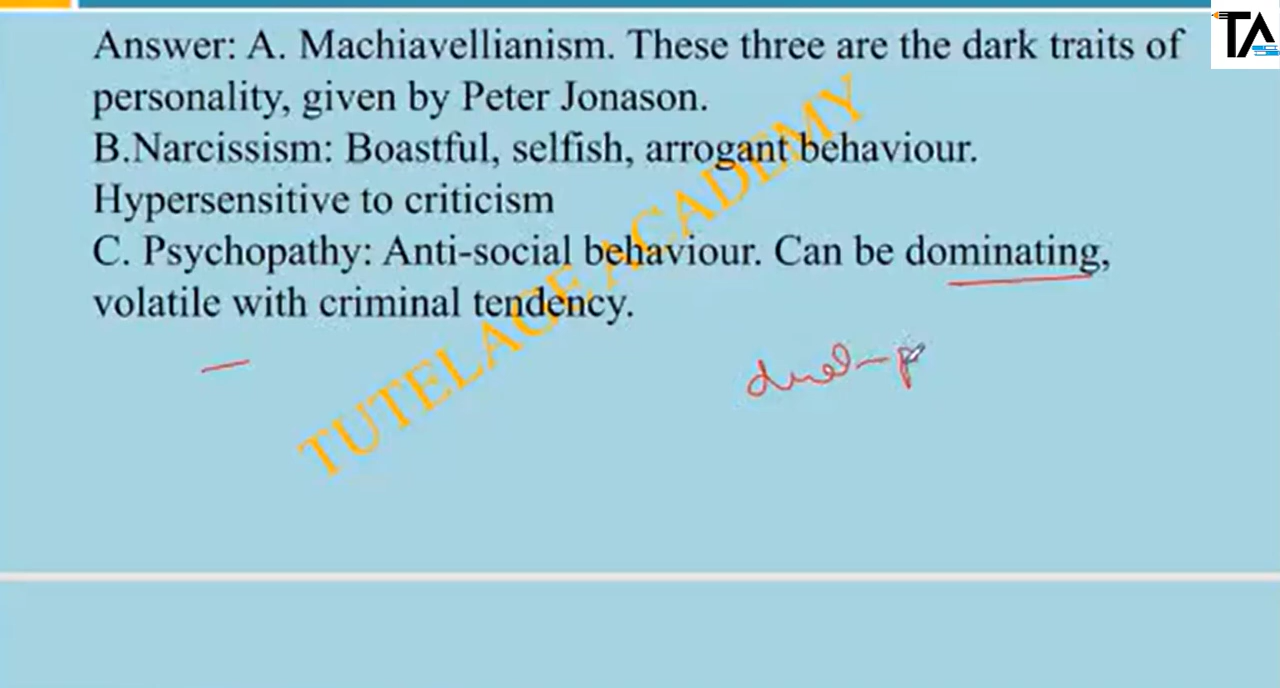 TA
Answer: A. Machiavellianism. These three are the dark traits of
personality, given by Peter Jonason.
B.Narcissism: Boastful, selfish, arrogant behaviour.
Hypersensitive to criticism
C. Psychopathy: Anti-social behaviour. Can be dominating,
volatile with criminal tendency.
dual-p
TUTELAGE ACADEMY